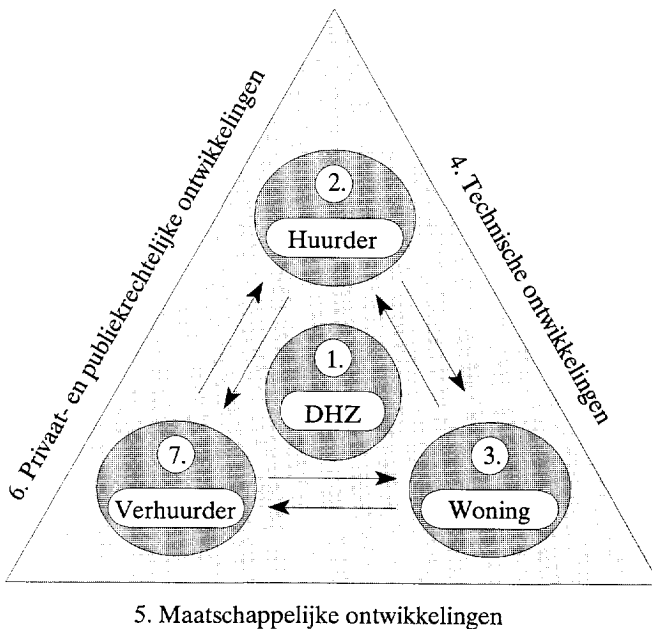 6. Privaat- en publiekrechtelijke ontwikkelingen
4. Technische ontwikkelingen
2.
Huurder
1.
DHZ
7.
Verhuurder
3.
Woning
5. Maatschappelijke ontwikkelingen